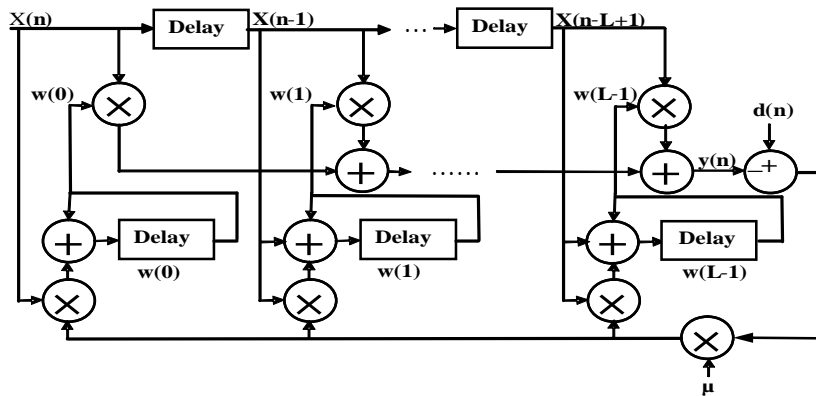 X(n)
Delay
X(n-1)
...
Delay
X(n-L+1)
w(0)
w(1)
w(L-1)
d(n)
......
y(n)
Delay
w(0)
Delay
w(1)
Delay
w(L-1)
μ